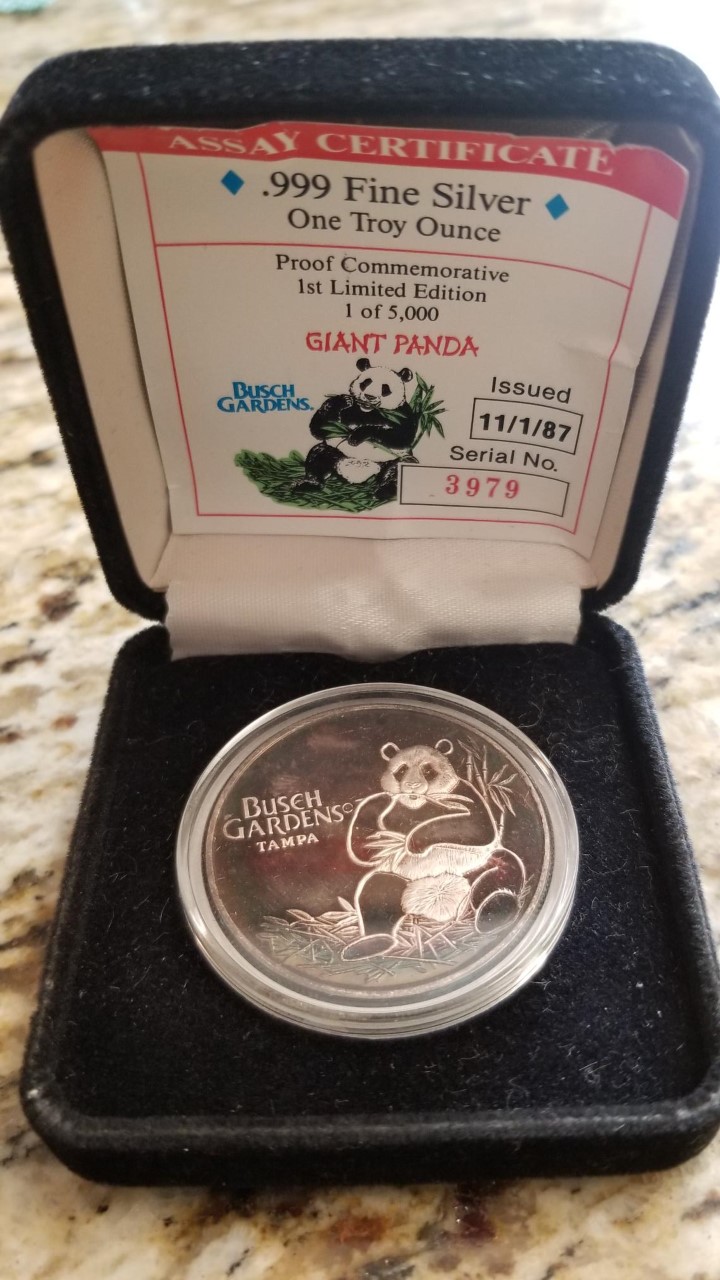 ASSAY CERTIFICATE
.999 Fine Silver
One Troy Ounce
Proof Commemorative
1st Limited Edition
1 of 5,000
GIANT PANDA
BUSCH
GARDENS.
Issued
11/1/87
Serial No.
3979
BUSCH
GARDENS©
TAMPA